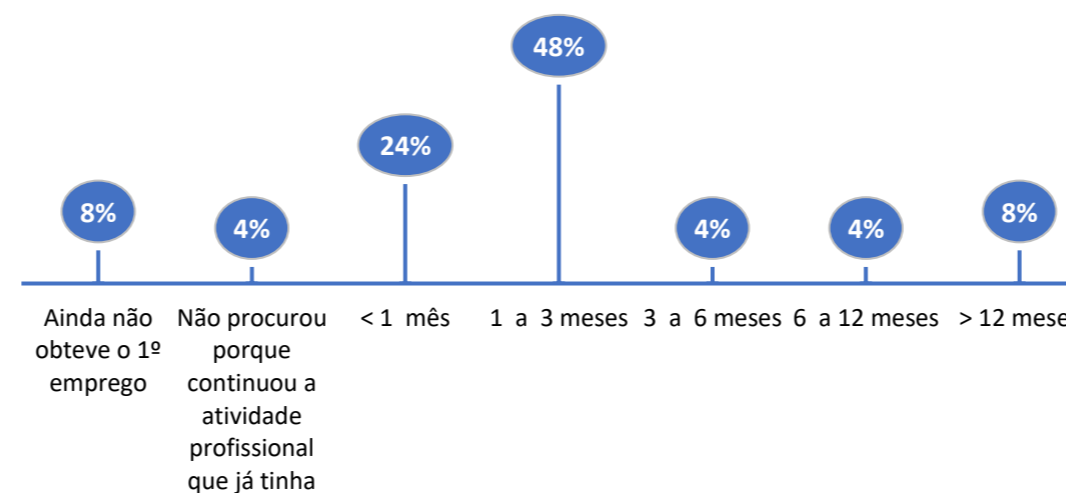 48%
24%
8%
4%
4%
4%
8%
Ainda não
obteve o 1º
emprego
Não procurou
porque
continuou a
atividade
profissional
que já tinha
< 1 mês
1 a 3 meses
3 a 6 meses
6 a 12 meses
> 12 mese